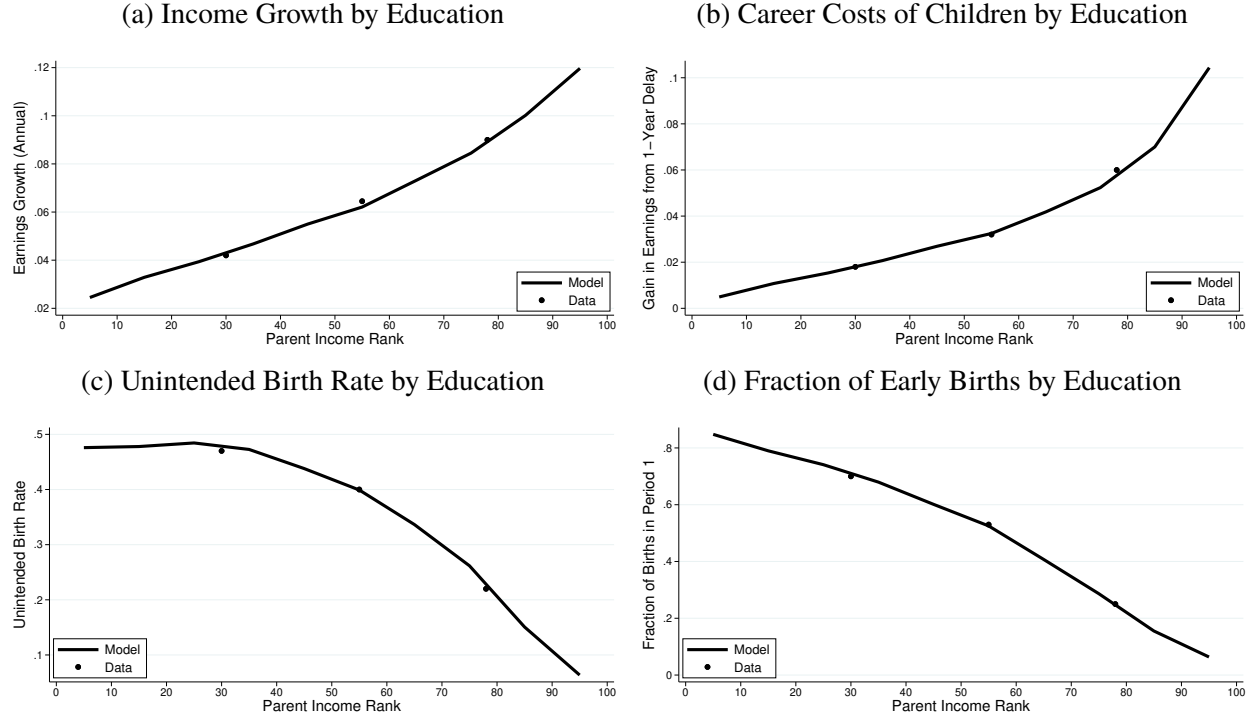 (a) Income Growth by Education
Earnings Growth (Annual)
.12
.1
.08
.06
.04
.02
Model
Data
0 10 20 30 40 50 60 70 80 90 100
Parent Income Rank
(b) Career Costs of Children by Education
Gain in Earnings from 1−Year Delay
.1
.08
.06
.04
.02
0
Model
Data
0 10 20 30 40 50 60 70 80 90 100
Parent Income Rank
(c) Unintended Birth Rate by Education
Unintended Birth Rate
.5
.4
.3
.2
.1
Model
Data
0 10 20 30 40 50 60 70 80 90 100
Parent Income Rank
(d) Fraction of Early Births by Education
Fraction of Births in Period 1
.8
.6
.4
.2
0
Model
Data
0 10 20 30 40 50 60 70 80 90 100
Parent Income Rank